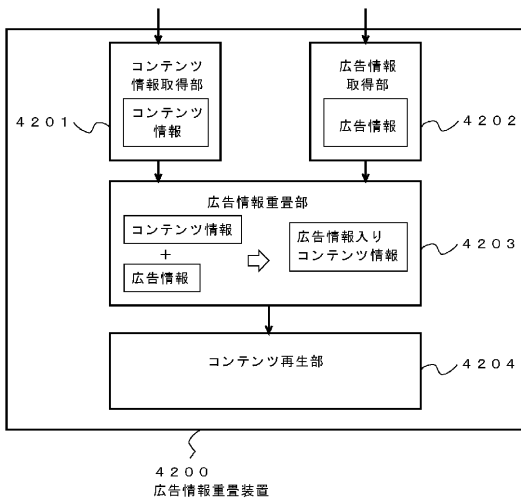 コンテンツ
情報取得部
コンテンツ
情報
広告情報
取得部
広告情報
４２０１
４２０２
広告情報重畳部
コンテンツ情報
＋
広告情報
広告情報入り
コンテンツ情報
４２０３
コンテンツ再生部
４２０４
４２００
広告情報重畳装置